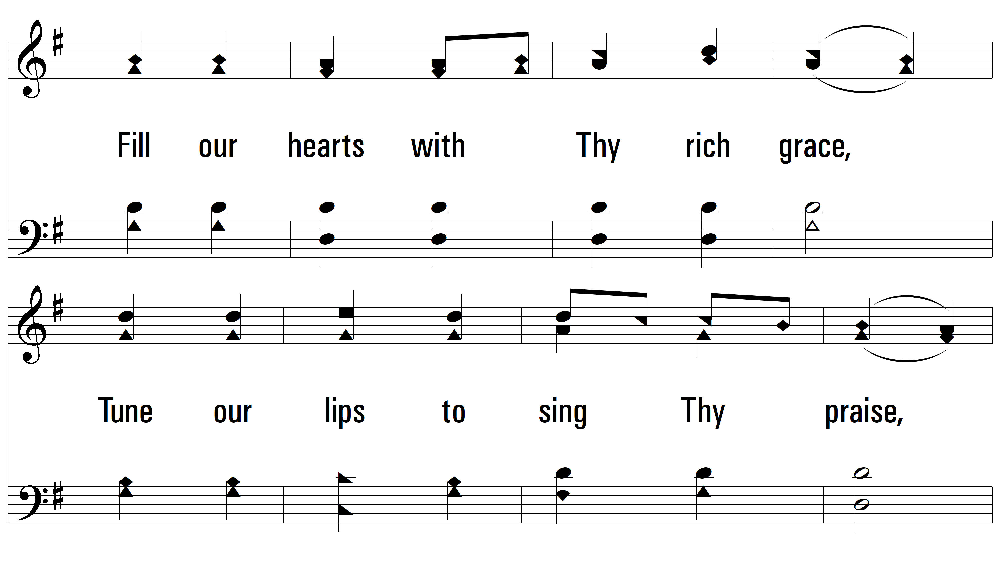 Fill our hearts with Thy rich grace,
Tune our lips to sing Thy praise,